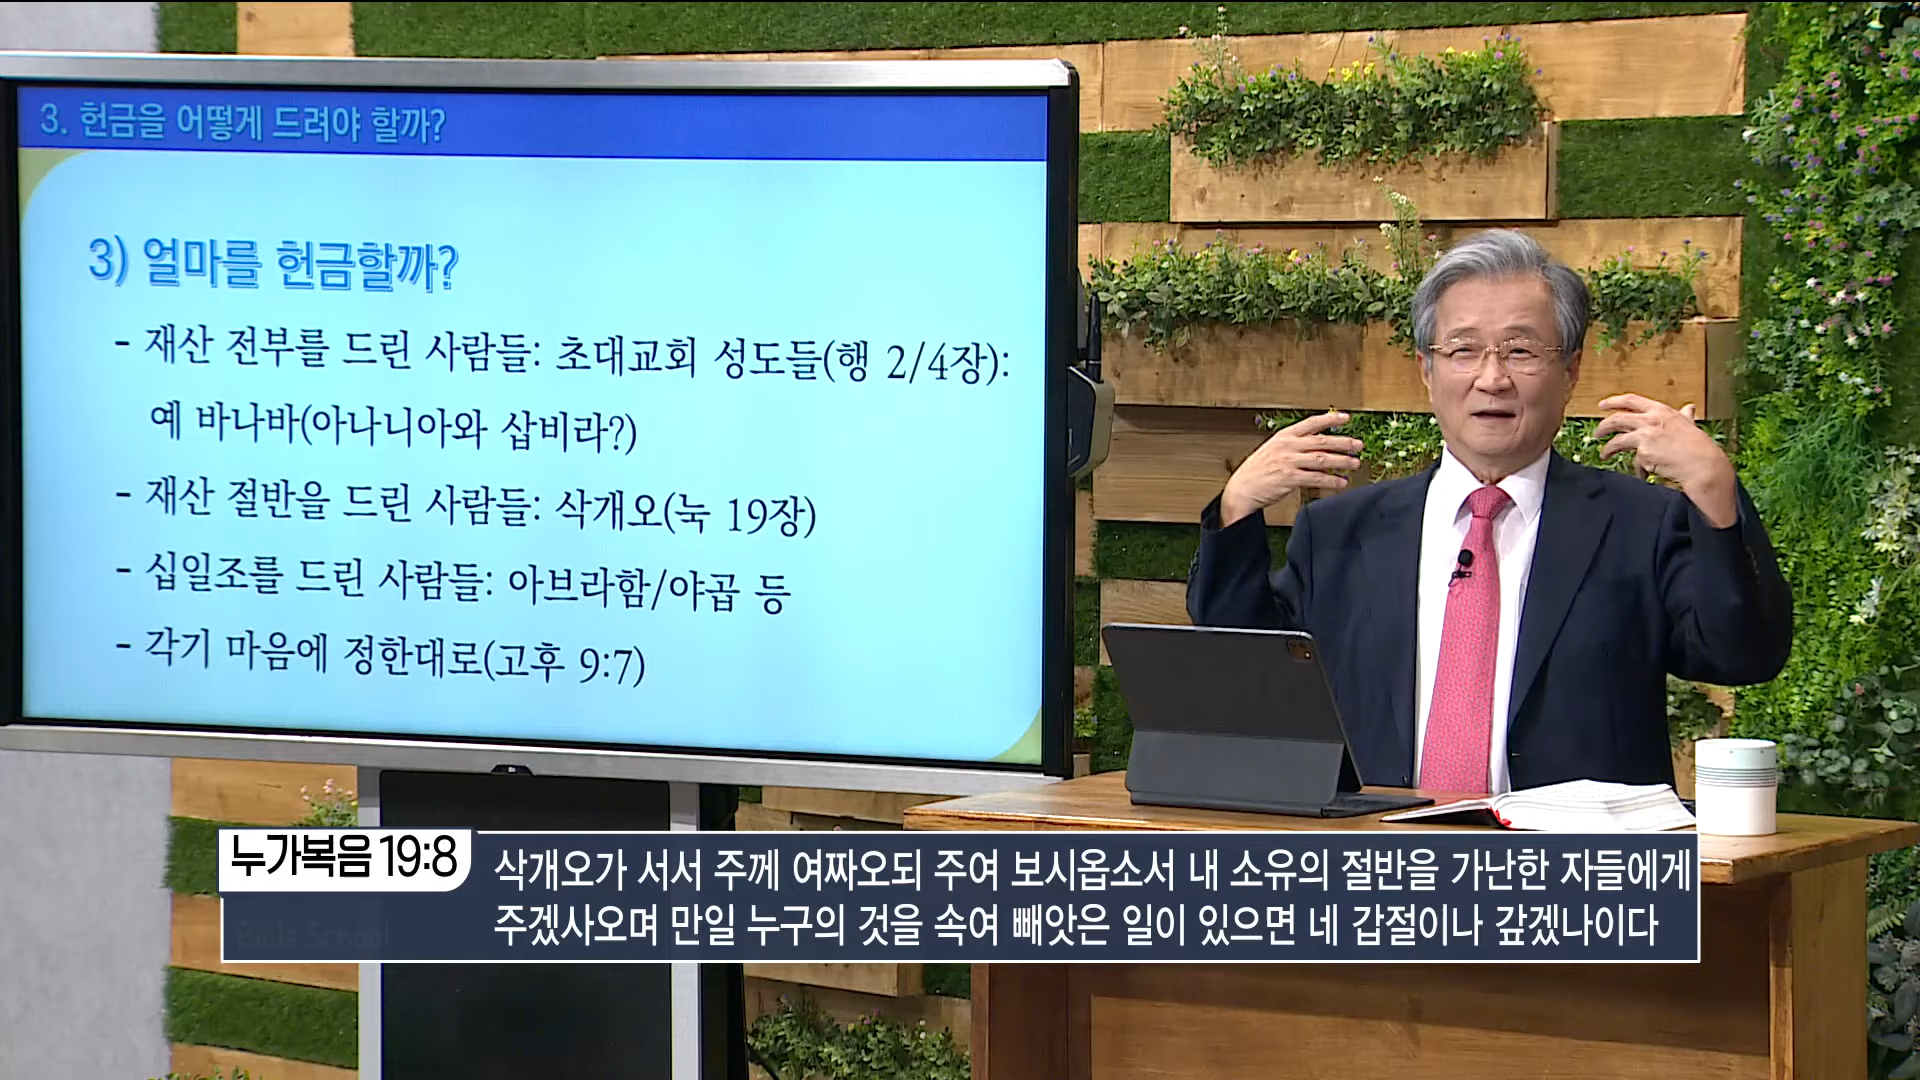 3. 헌금을 어떻게 드려야 할까?
3) 얼마를 헌금할까?
- 재산 전부를 드린 사람들: 초대교회 성도들(행 2/4장):
예 바나바(아나니아와 삽비라?)
- 재산 절반을 드린 사람들: 삭개오(눅 19장)
- 십일조를 드린 사람들: 아브라함/야곱 등
- 각기 마음에 정한대로(고후 9:7)
누가복음 19:8
삭개오가 서서 주께 여짜오되 주여 보시옵소서 내 소유의 절반을 가난한 자들에게
주겠사오며 만일 누구의 것을 속여 빼앗은 일이 있으면 네 갑절이나 갚겠나이다
Bible School